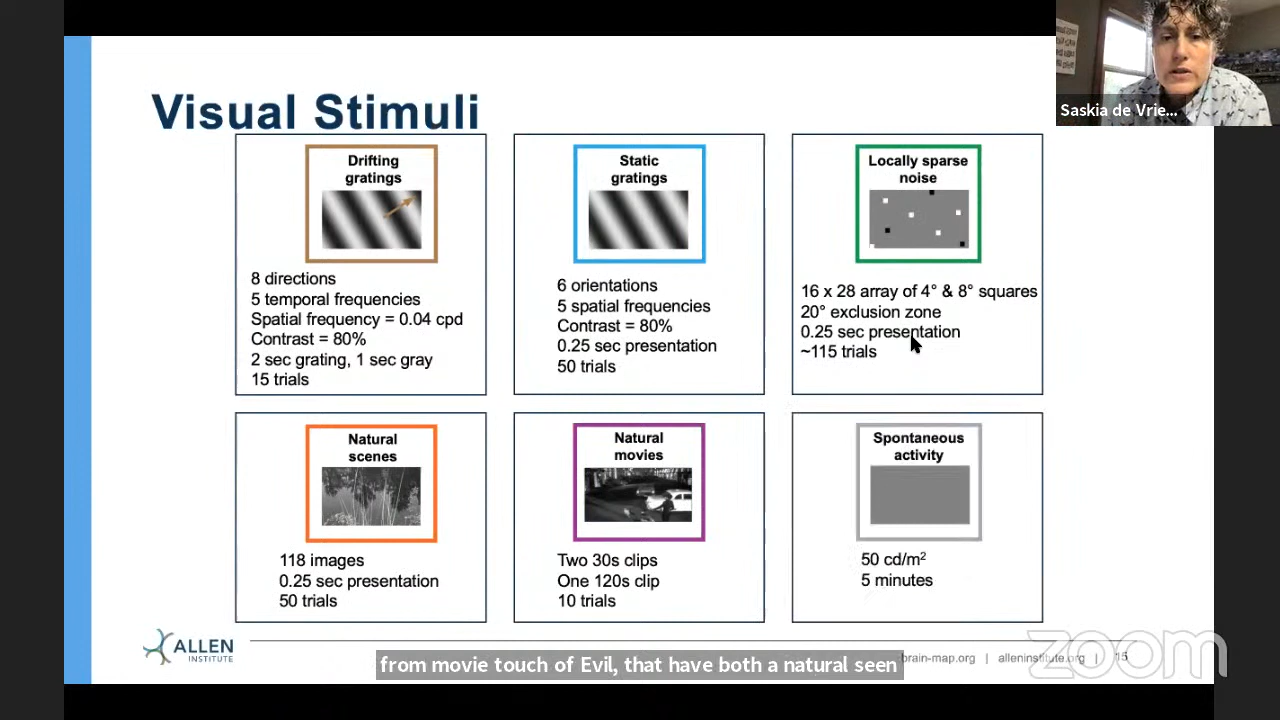 Saskia de Vrie...
Visual Stimuli
Drifting
gratings
8 directions
5 temporal frequencies
Spatial frequency = 0.04 cpd
Contrast = 80%
2 sec grating, 1 sec gray
15 trials
Static
gratings
6 orientations
5 spatial frequencies
Contrast = 80%
0.25 sec presentation
50 trials
Locally sparse
noise
16 x 28 array of 4° & 8° squares
20° exclusion zone
0.25 sec presentation
~115 trials
Natural
scenes
118 images
0.25 sec presentation
50 trials
Natural
movies
Two 30s clips
One 120s clip
10 trials
Spontaneous
activity
50 cd/m²
5 minutes
ALLEN
INSTITUTE
from movie touch of Evil, that have both a natural seen
brain-map.org | alleninstitute.org | 15
zoom